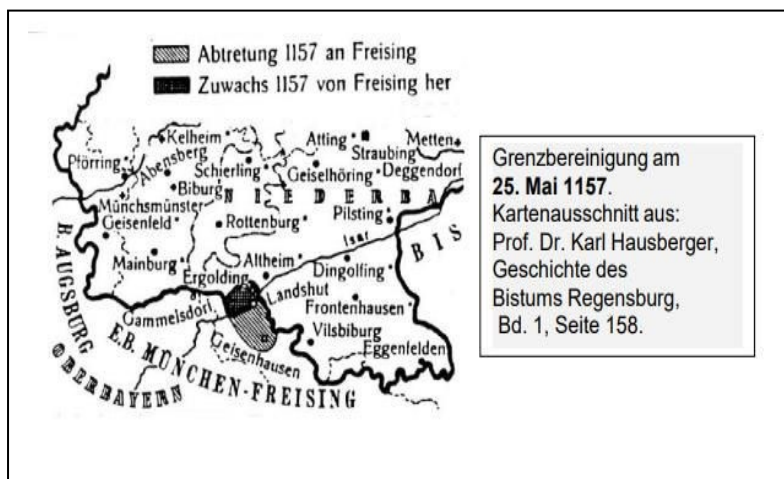 Abtretung 1157 an Freising
Zuwachs 1157 von Freising her
Kelheim
Atting
Metten
Pförring
Abensberg
Schierling
Straubing
Geiselhöring
Deggendorf
Biburg
NIEDERBA
Münchsmünster
Geisenfeld
Rottenburg
Pilsting
B. AUGSBURG
Isar
BIS
Mainburg
Altheim
Dingolfing
Ergolding
Landshut
Frontenhausen
Gammelsdorf
Vilsbiburg
Geisenhausen
Eggenfelden
E.B. MÜNCHEN-FREISING
OBERBAYERN
Grenzbereinigung am
25. Mai 1157.
Kartenausschnitt aus:
Prof. Dr. Karl Hausberger,
Geschichte des
Bistums Regensburg,
Bd. 1, Seite 158.